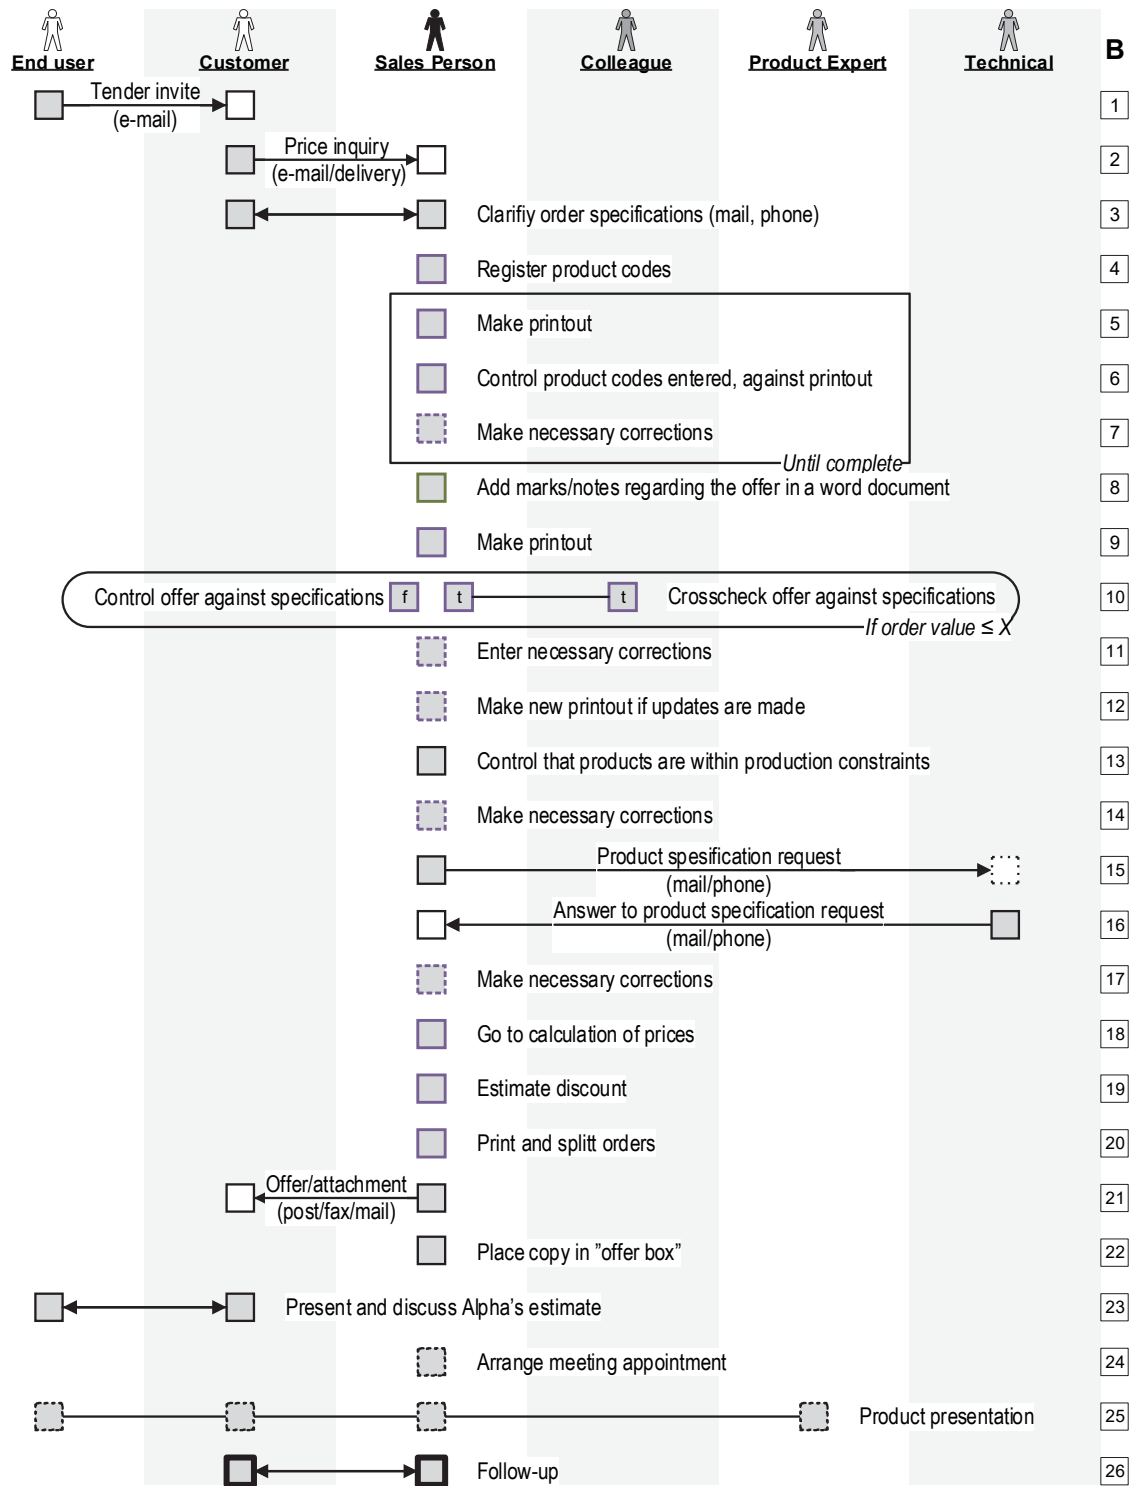 End user
Customer
Sales Person
Colleague
Product Expert
Technical
B
Tender invite
(e-mail)
1
Price inquiry
(e-mail/delivery)
2
Clarifiy order specifications (mail, phone)
3
Register product codes
4
Make printout
5
Control product codes entered, against printout
6
Make necessary corrections
7
Until complete
Add marks/notes regarding the offer in a word document
8
Make printout
9
Control offer against specifications
f
t
t
Crosscheck offer against specifications
10
If order value ≤ X
Enter necessary corrections
11
Make new printout if updates are made
12
Control that products are within production constraints
13
Make necessary corrections
14
Product spesification request
(mail/phone)
15
Answer to product specification request
(mail/phone)
16
Make necessary corrections
17
Go to calculation of prices
18
Estimate discount
19
Print and splitt orders
20
Offer/attachment
(post/fax/mail)
21
Place copy in ”offer box”
22
Present and discuss Alpha’s estimate
23
Arrange meeting appointment
24
Product presentation
25
Follow-up
26